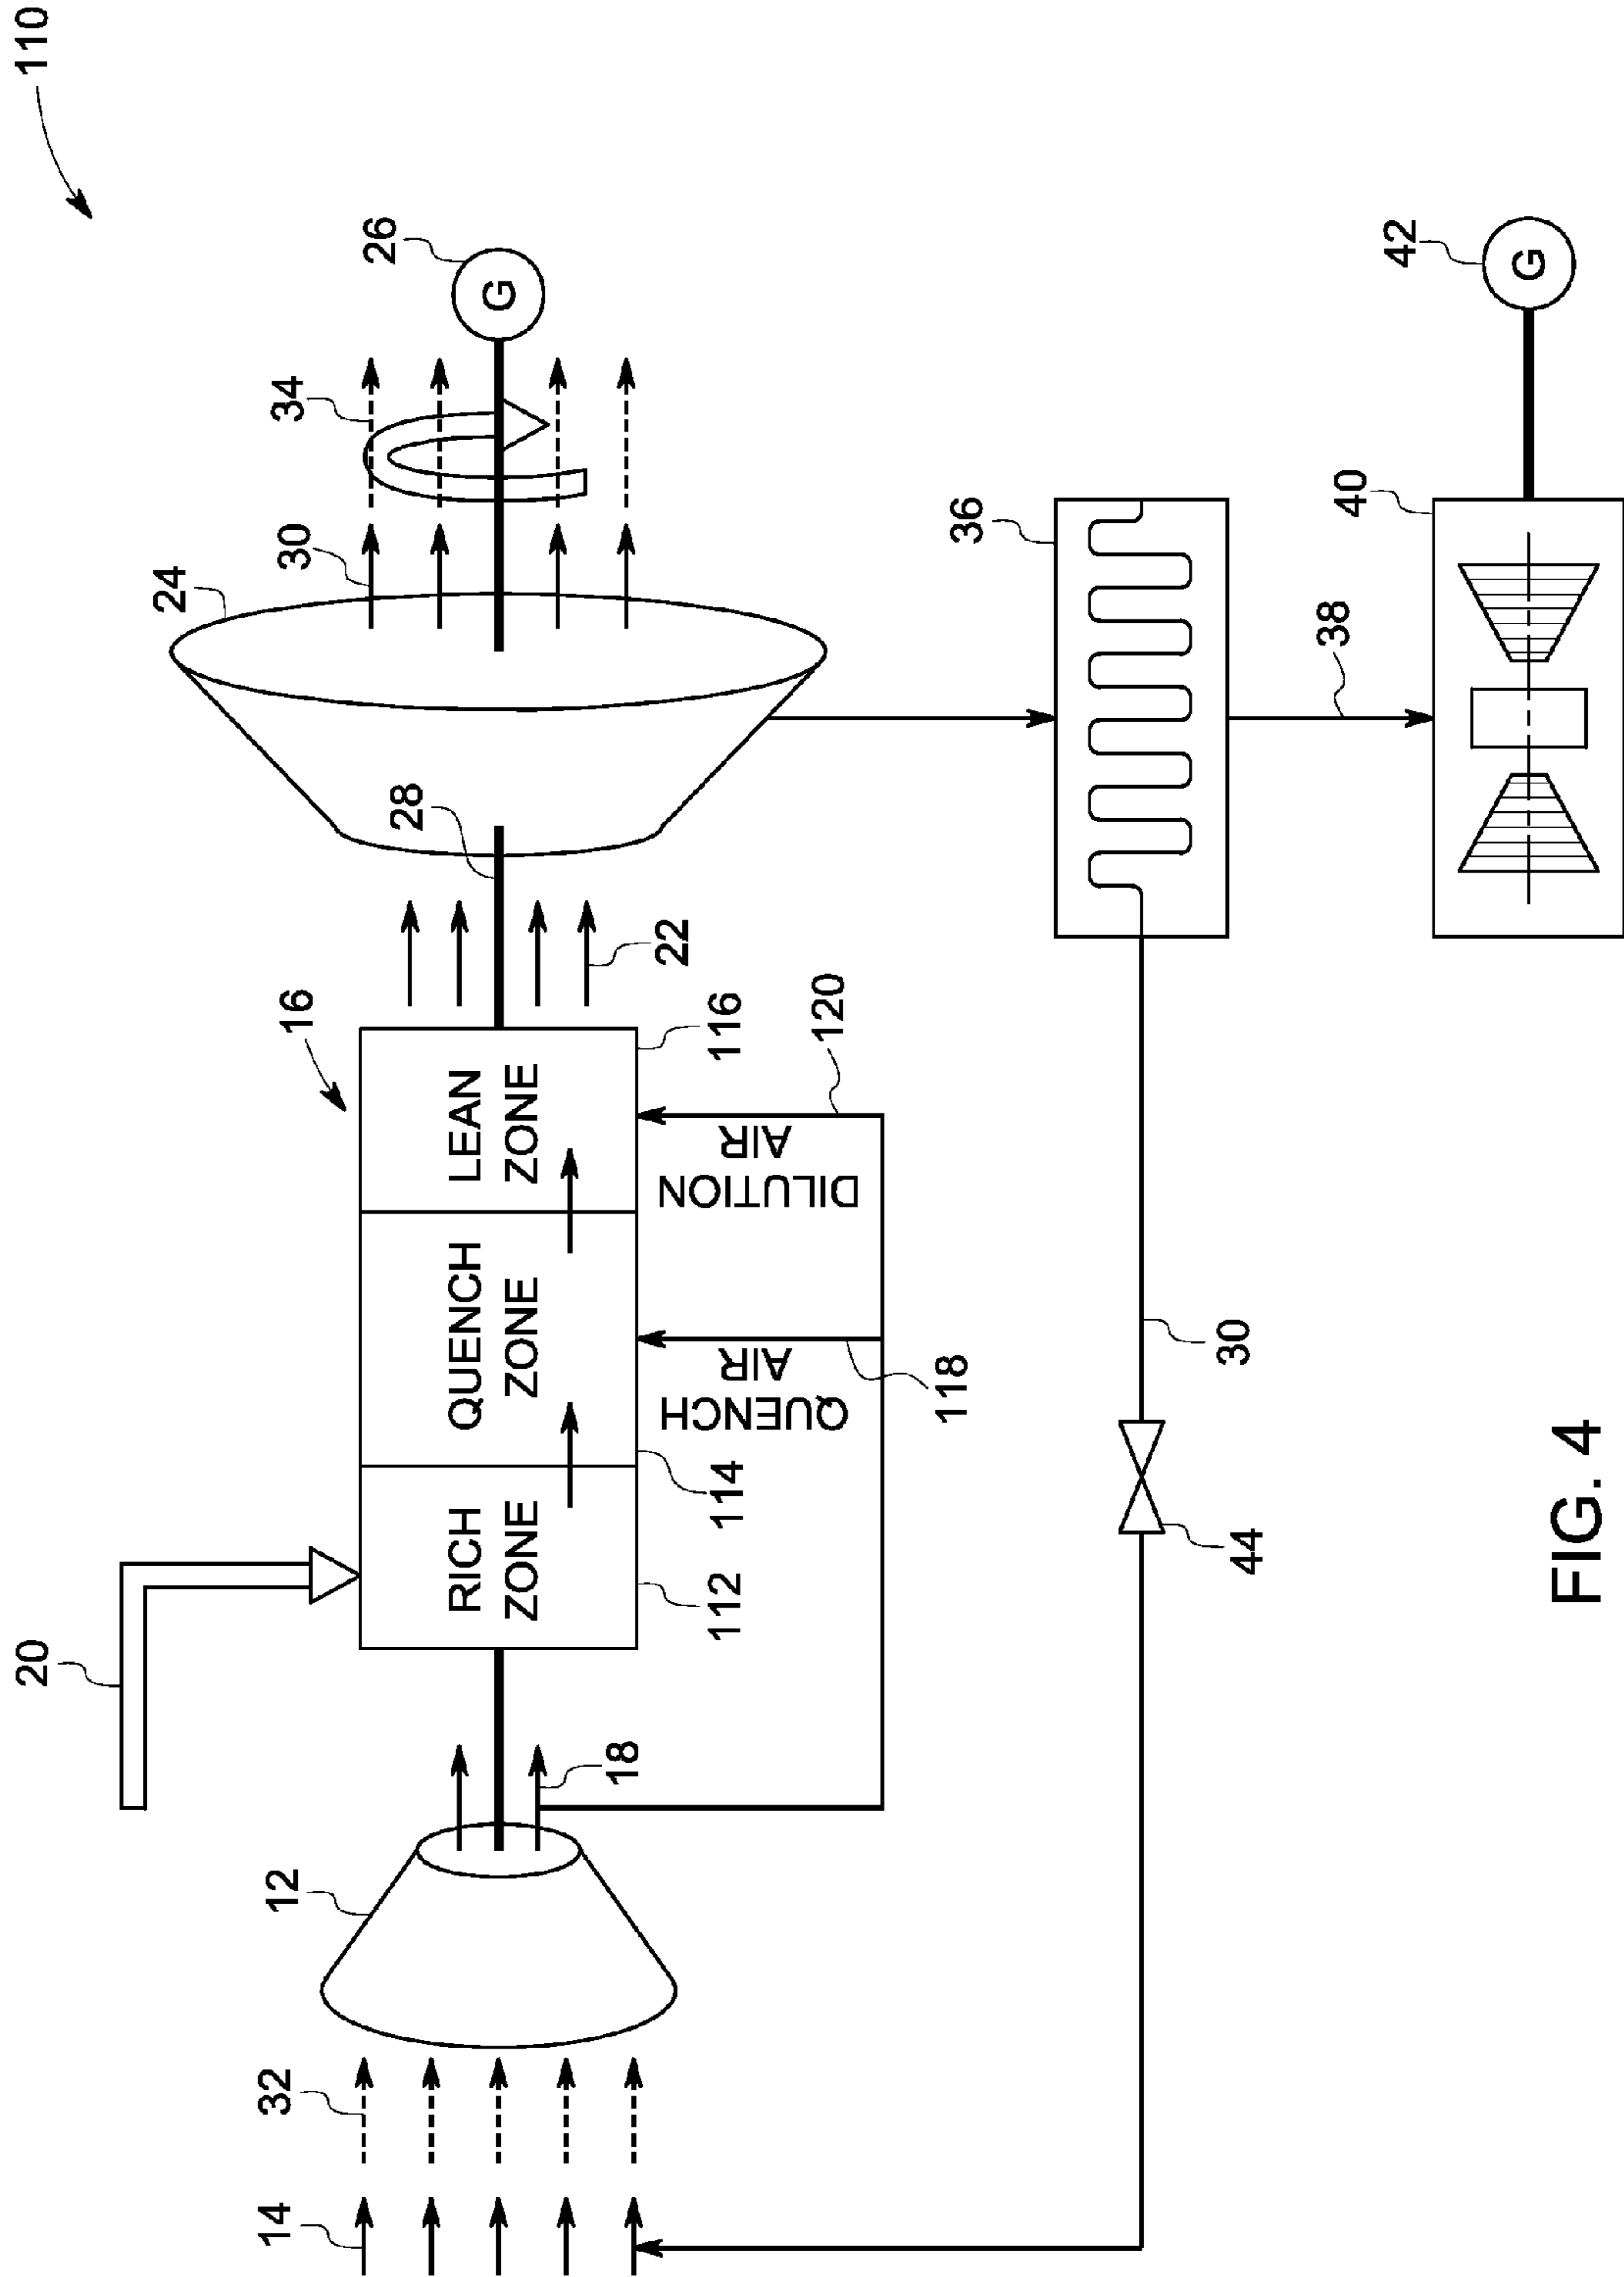 110
20
12
32
14
18
RICH
ZONE
112
QUENCH
ZONE
114
LEAN
ZONE
116
16
QUENCH
AIR
118
DILUTION
AIR
120
22
28
24
30
34
G
26
36
38
40
G
42
30
44
FIG. 4